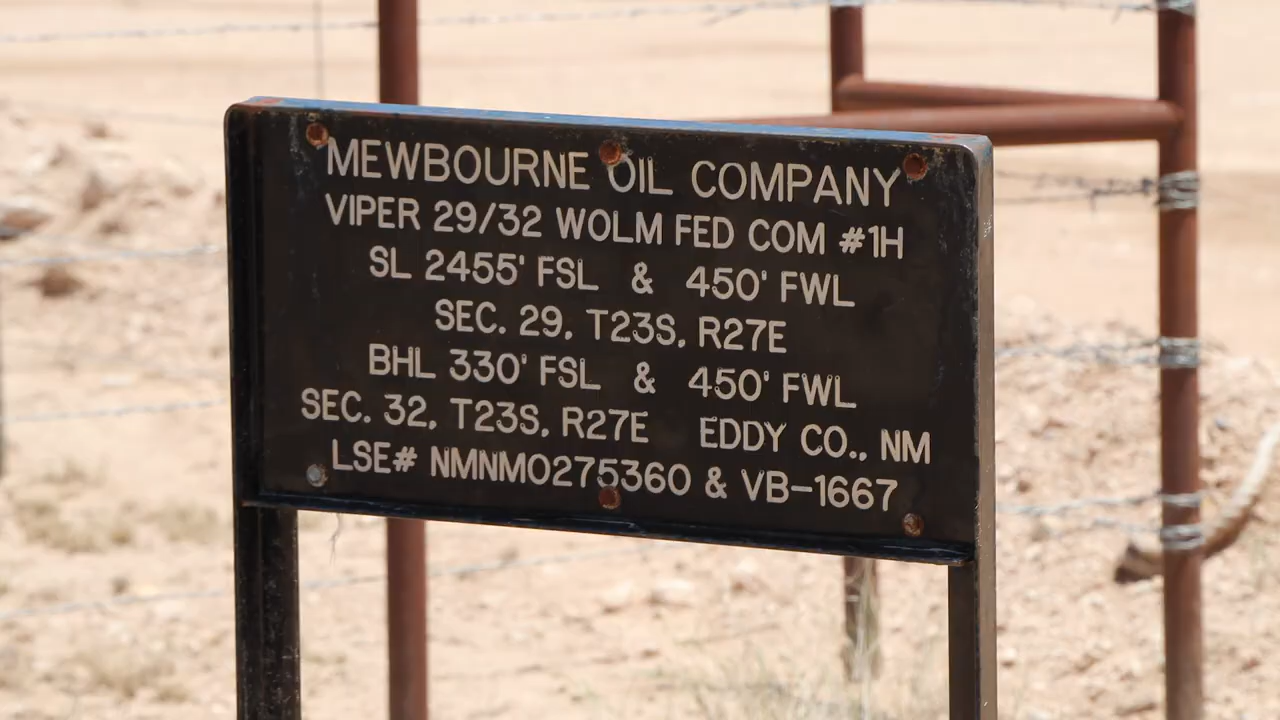 MEWBOURNE OIL COMPANY
VIPER 29/32 WOLM FED COM #1H
SL 2455' FSL & 450' FWL
SEC. 29, T23S, R27E
BHL 330' FSL & 450' FWL
SEC. 32, T23S, R27E EDDY CO., NM
LSE# NMNM0275360 & VB-1667